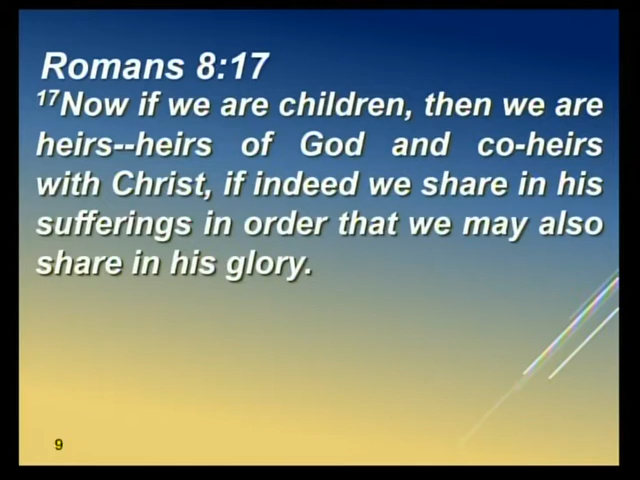 Romans 8:17
17Now if we are children, then we are
heirs--heirs of God and co-heirs
with Christ, if indeed we share in his
sufferings in order that we may also
share in his glory.
9